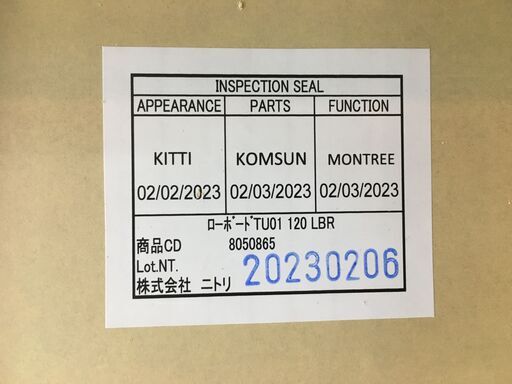 INSPECTION SEAL
APPEARANCE PARTS FUNCTION
KITTI KOMSUN MONTREE
02/02/2023 02/03/2023 02/03/2023
ﾛｰﾎﾞｰﾄﾞTU01 120 LBR
商品CD 8050865
Lot.NT. 20230206
株式会社 ニトリ